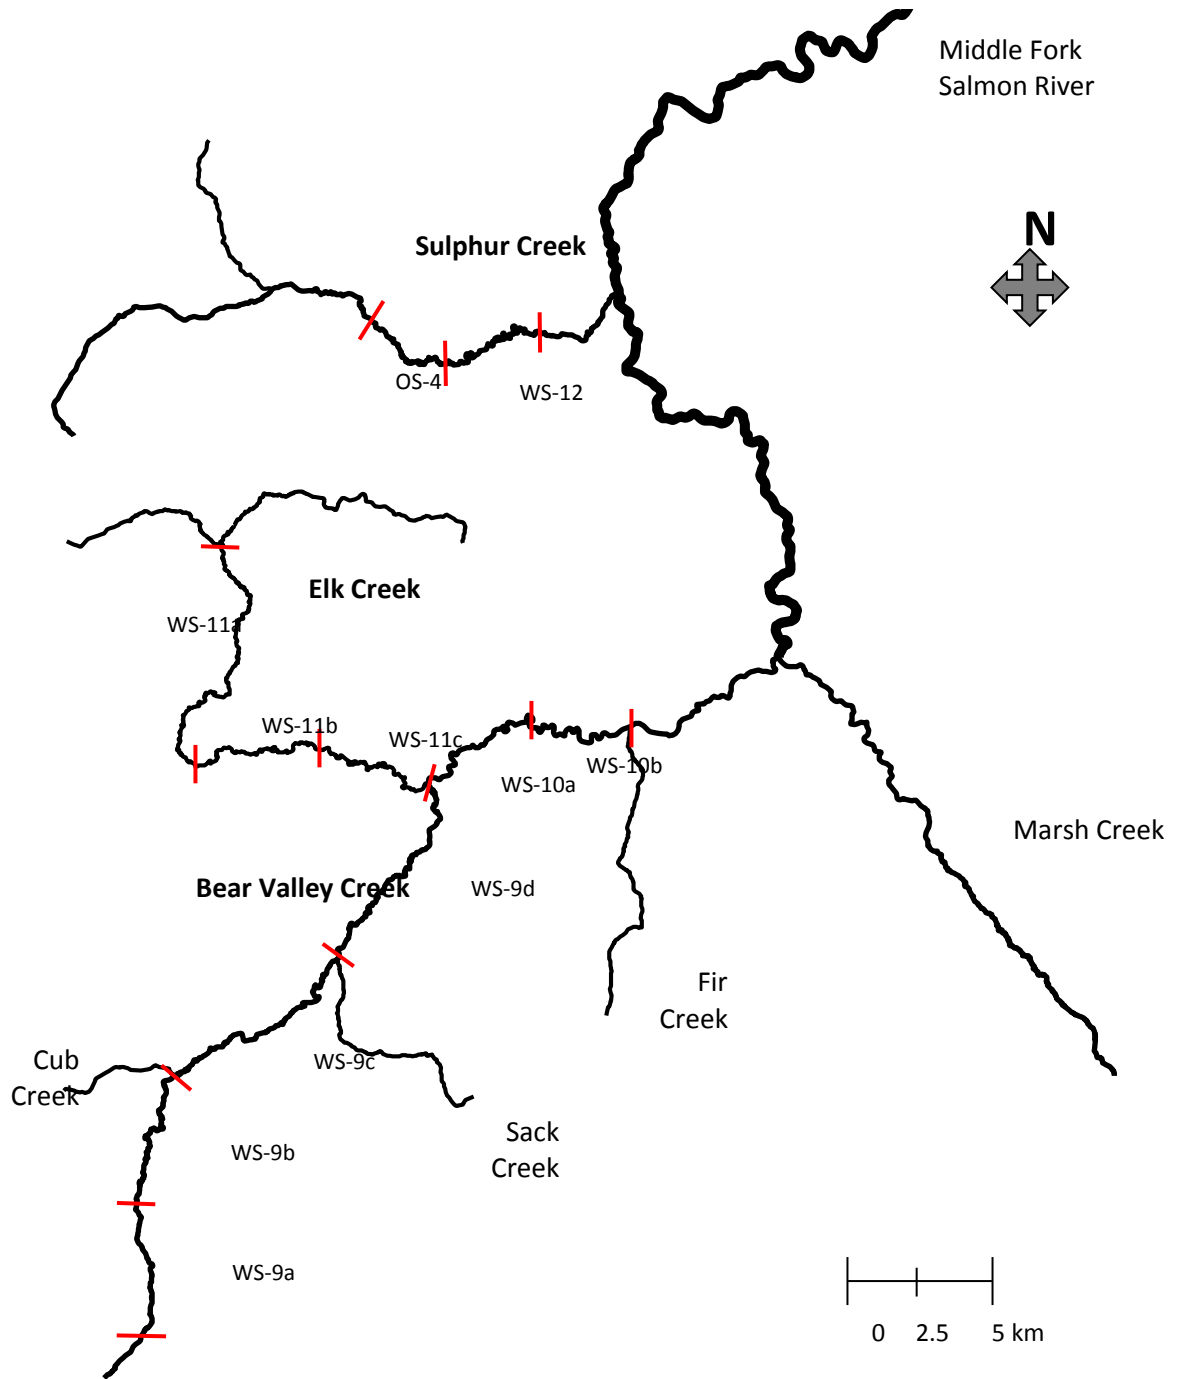 Middle Fork
Salmon River
N
Sulphur Creek
OS-4
WS-12
Elk Creek
WS-11a
WS-11b
WS-11c
WS-10b
WS-10a
Marsh Creek
Bear Valley Creek
WS-9d
Fir
Creek
Cub
Creek
WS-9c
Sack
Creek
WS-9b
WS-9a
0 2.5 5 km